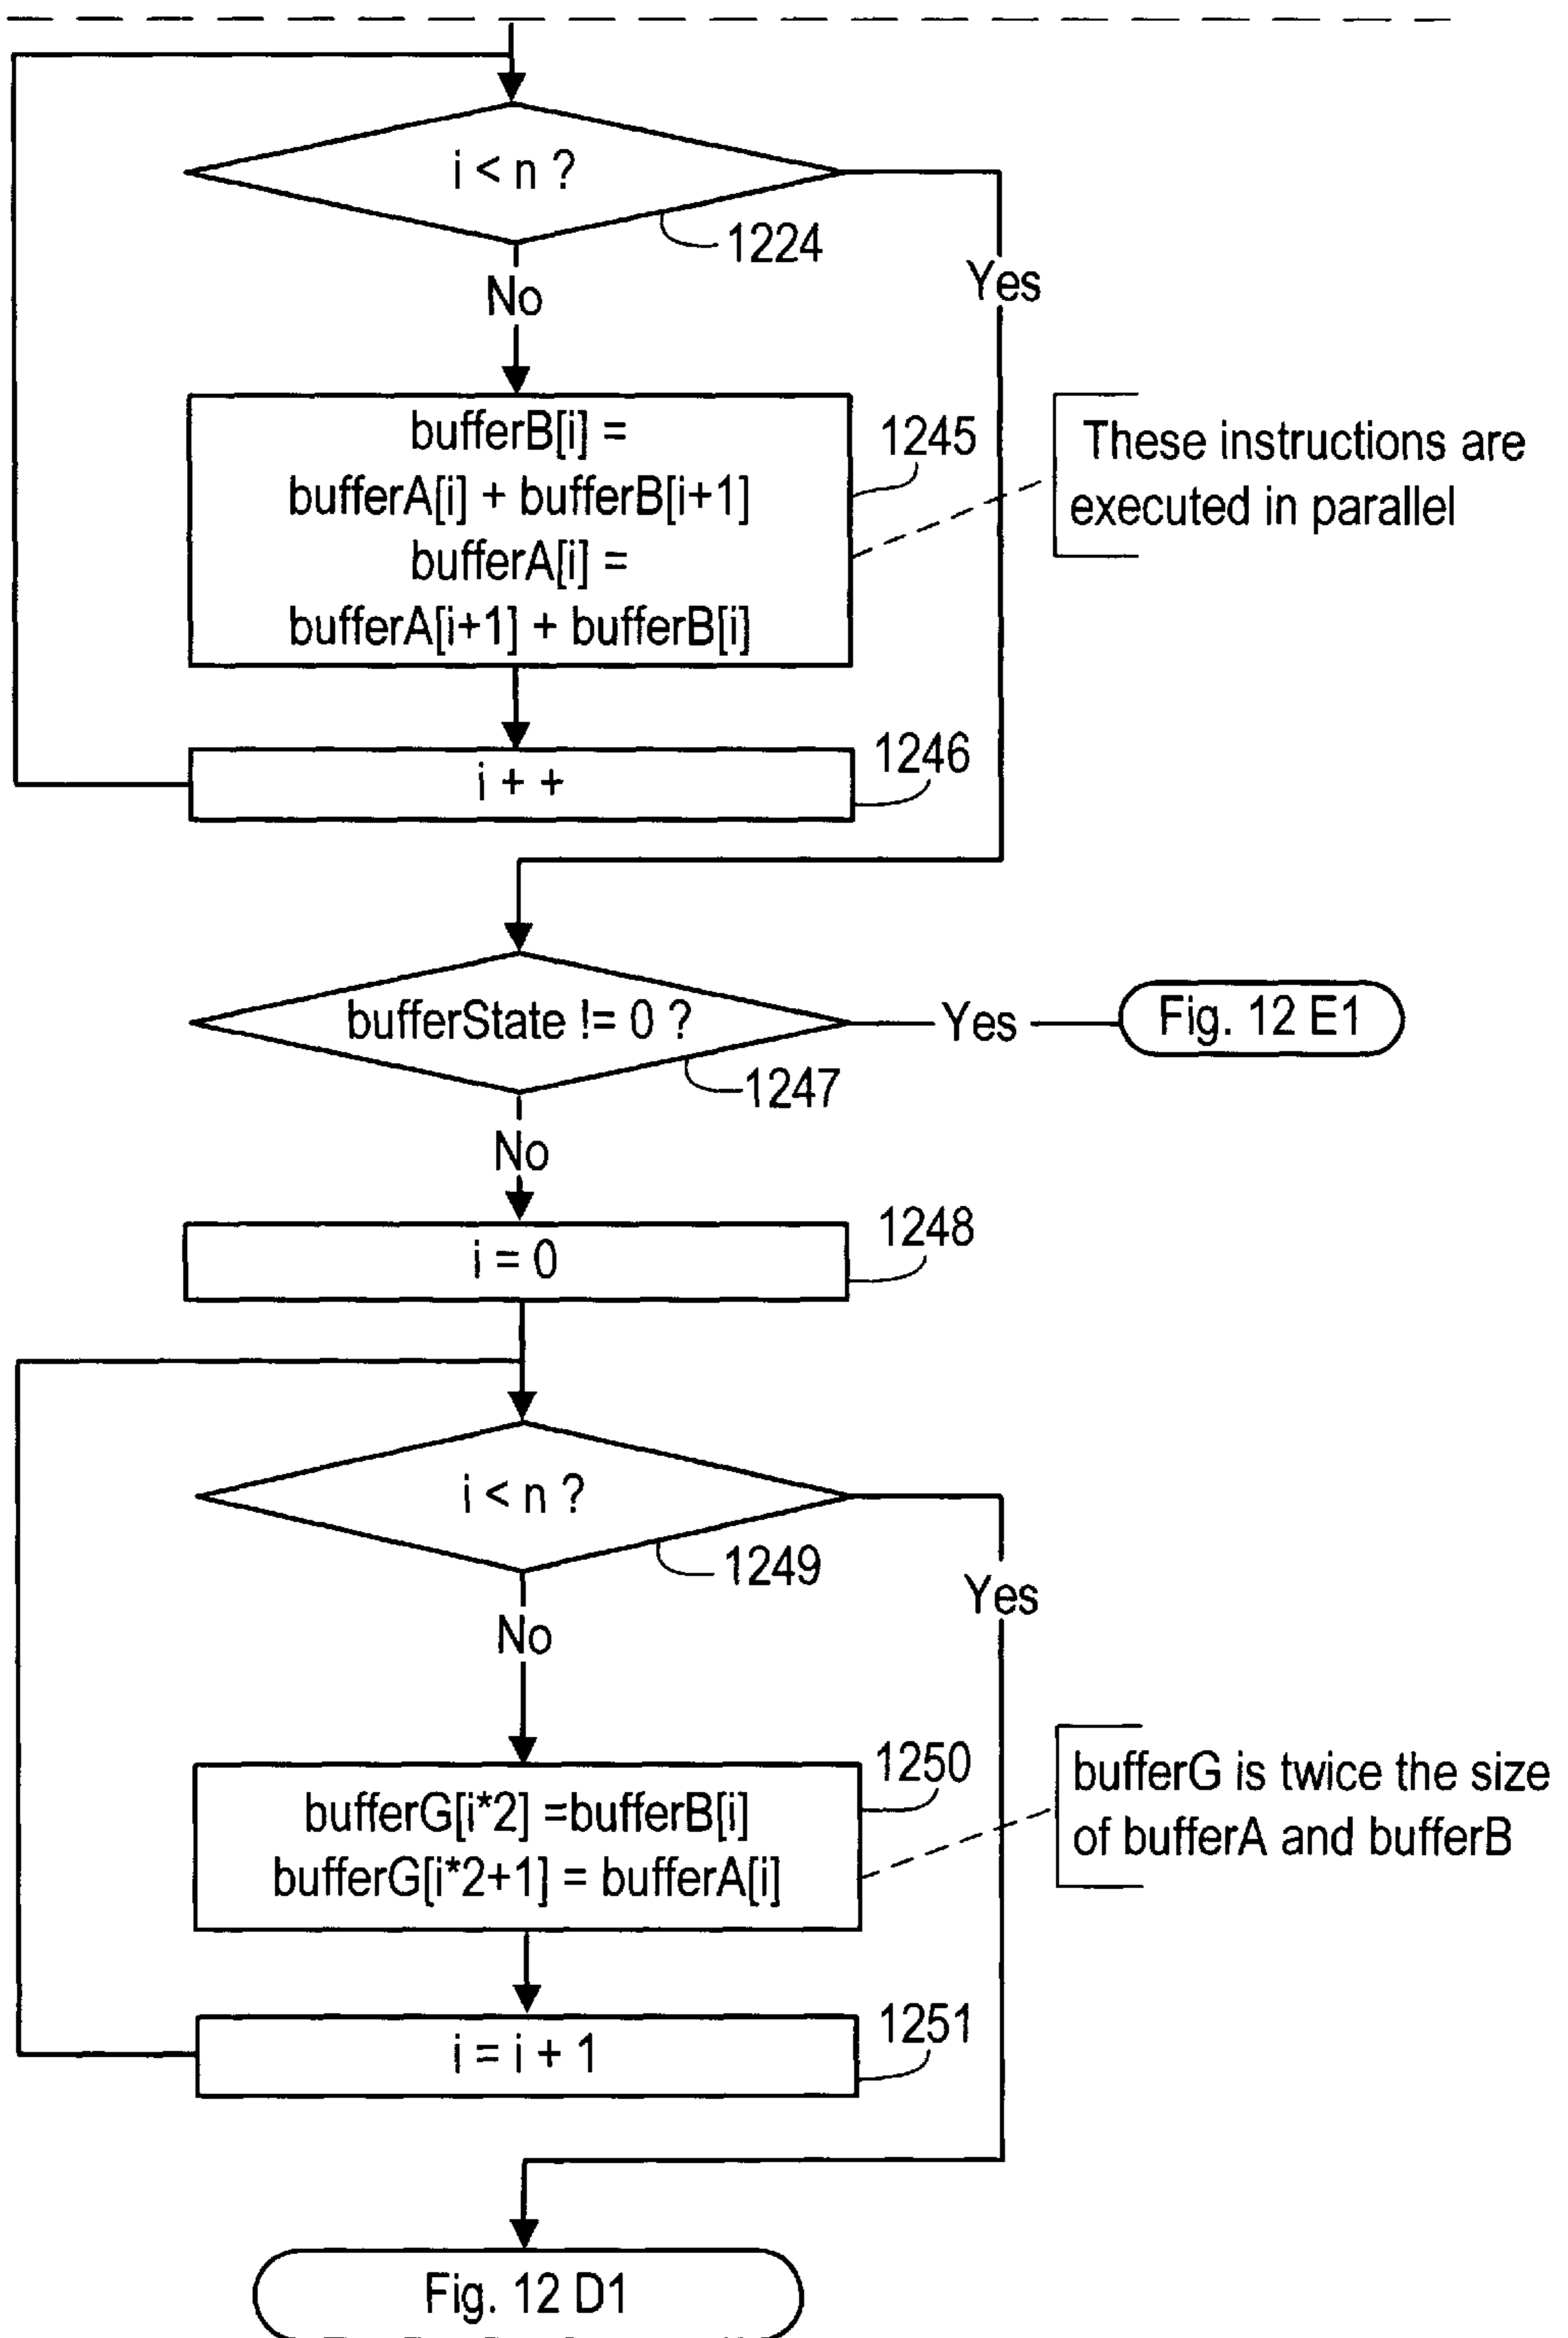 i < n ?
1224
No
Yes
bufferB[i] =
bufferA[i] + bufferB[i+1]
bufferA[i] =
bufferA[i+1] + bufferB[i]
1245
These instructions are
executed in parallel
i + +
1246
bufferState != 0 ?
Yes
Fig. 12 E1
1247
No
i = 0
1248
i < n ?
1249
Yes
No
bufferG[i*2] =bufferB[i]
bufferG[i*2+1] = bufferA[i]
1250
bufferG is twice the size
of bufferA and bufferB
i = i + 1
1251
Fig. 12 D1